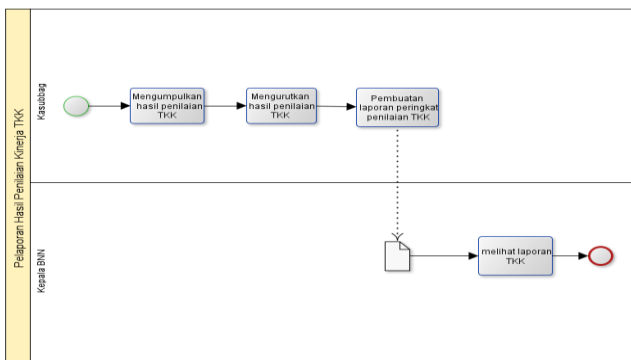 Pelaporan Hasil Penilaian Kinerja TKK
Kasubbag
Mengumpulkan
hasil penilaian
TKK
Mengurutkan
hasil penilaian
TKK
Pembuatan
laporan peringkat
penilaian TKK
Kepala BNN
melihat laporan
TKK